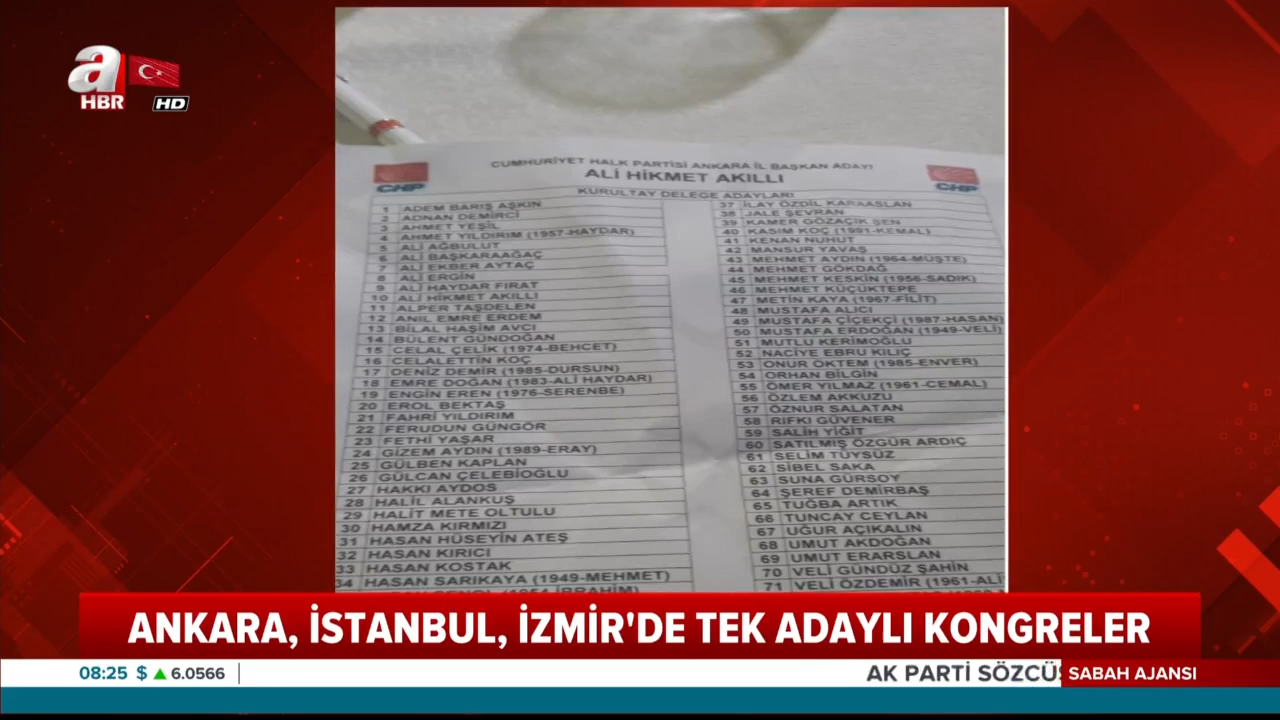 a
HBR
HD
CUMHURİYET HALK PARTİSİ ANKARA İL BAŞKAN ADAYI
ALİ HİKMET AKILLI
CHP
CHP
KURULTAY DELEGE ADAYLARI
1 ADEM BARIŞ AŞKIN
2 ADNAN DEMİRCİ
3 AHMET YEŞİL
4 AHMET YILDIRIM (1957-HAYDAR)
5 ALİ AĞBULUT
6 ALİ BAŞKARAAĞAÇ
7 ALİ EKBER AYTAÇ
8 ALİ ERGİN
9 ALİ HAYDAR FIRAT
10 ALİ HİKMET AKILLI
11 ALPER TAŞDELEN
12 ANIL EMRE ERDEM
13 BİLAL HAŞİM AVCI
14 BÜLENT GÜNDOĞAN
15 CELAL ÇELİK (1974-BEHCET)
16 CELALETTİN KOÇ
17 DENİZ DEMİR (1985-DURSUN)
18 EMRE DOĞAN (1983-ALİ HAYDAR)
19 ENGİN EREN (1976-SERENBE)
20 EROL BEKTAŞ
21 FAHRİ YILDIRIM
22 FERUDUN GÜNGÖR
23 FETHİ YAŞAR
24 GİZEM AYDIN (1989-ERAY)
25 GÜLBEN KAPLAN
26 GÜLCAN ÇELEBİOĞLU
27 HAKKI AYDOS
28 HALİL ALANKUŞ
29 HALİT METE OLTULU
30 HAMZA KIRMIZI
31 HASAN HÜSEYİN ATEŞ
32 HASAN KIRICI
33 HASAN KOSTAK
34 HASAN SARIKAYA (1949-MEHMET)
37 İLAY ÖZDİL KARAASLAN
38 JALE ŞEVRAN
39 KAMER GÖZAÇIK ŞEN
40 KASIM KOÇ (1991-KEMAL)
41 KENAN NUHUT
42 MANSUR YAVAŞ
43 MEHMET AYDIN (1964-MÜŞTE)
44 MEHMET GÖKDAĞ
45 MEHMET KESKİN (1956-SADIK)
46 MEHMET KÜÇÜKTEPE
47 METİN KAYA (1967-FİLİT)
48 MUSTAFA ALICI
49 MUSTAFA ÇİÇEKÇİ (1987-HASAN)
50 MUSTAFA ERDOĞAN (1949-VELİ)
51 MUTLU KERİMOĞLU
52 NACİYE EBRU KILIÇ
53 ONUR ÖKTEM (1985-ENVER)
54 ORHAN BİLGİN
55 ÖMER YILMAZ (1961-CEMAL)
56 ÖZLEM AKKUZU
57 ÖZNUR SALATAN
58 RIFKI GÜVENER
59 SALİH YİĞİT
60 SATILMIŞ ÖZGÜR ARDIÇ
61 SELİM TÜYSÜZ
62 SİBEL SAKA
63 SUNA GÜRSOY
64 ŞEREF DEMİRBAŞ
65 TUĞBA ARTIK
66 TUNCAY CEYLAN
67 UĞUR AÇIKALIN
68 UMUT AKDOĞAN
69 UMUT ERARSLAN
70 VELİ GÜNDÜZ ŞAHİN
71 VELİ ÖZDEMİR (1961-ALİ
ANKARA, İSTANBUL, İZMİR'DE TEK ADAYLI KONGRELER
08:25 $ ▲ 6.0566
AK PARTİ SÖZCÜS
SABAH AJANSI